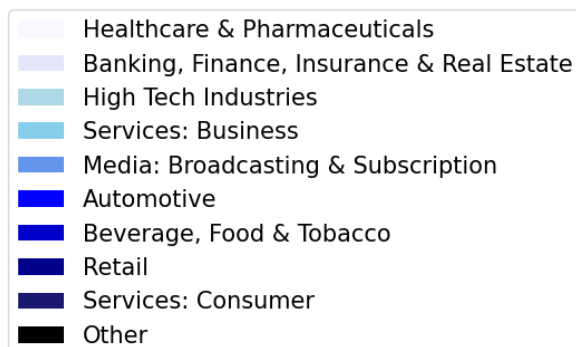 Healthcare & Pharmaceuticals
Banking, Finance, Insurance & Real Estate
High Tech Industries
Services: Business
Media: Broadcasting & Subscription
Automotive
Beverage, Food & Tobacco
Retail
Services: Consumer
Other